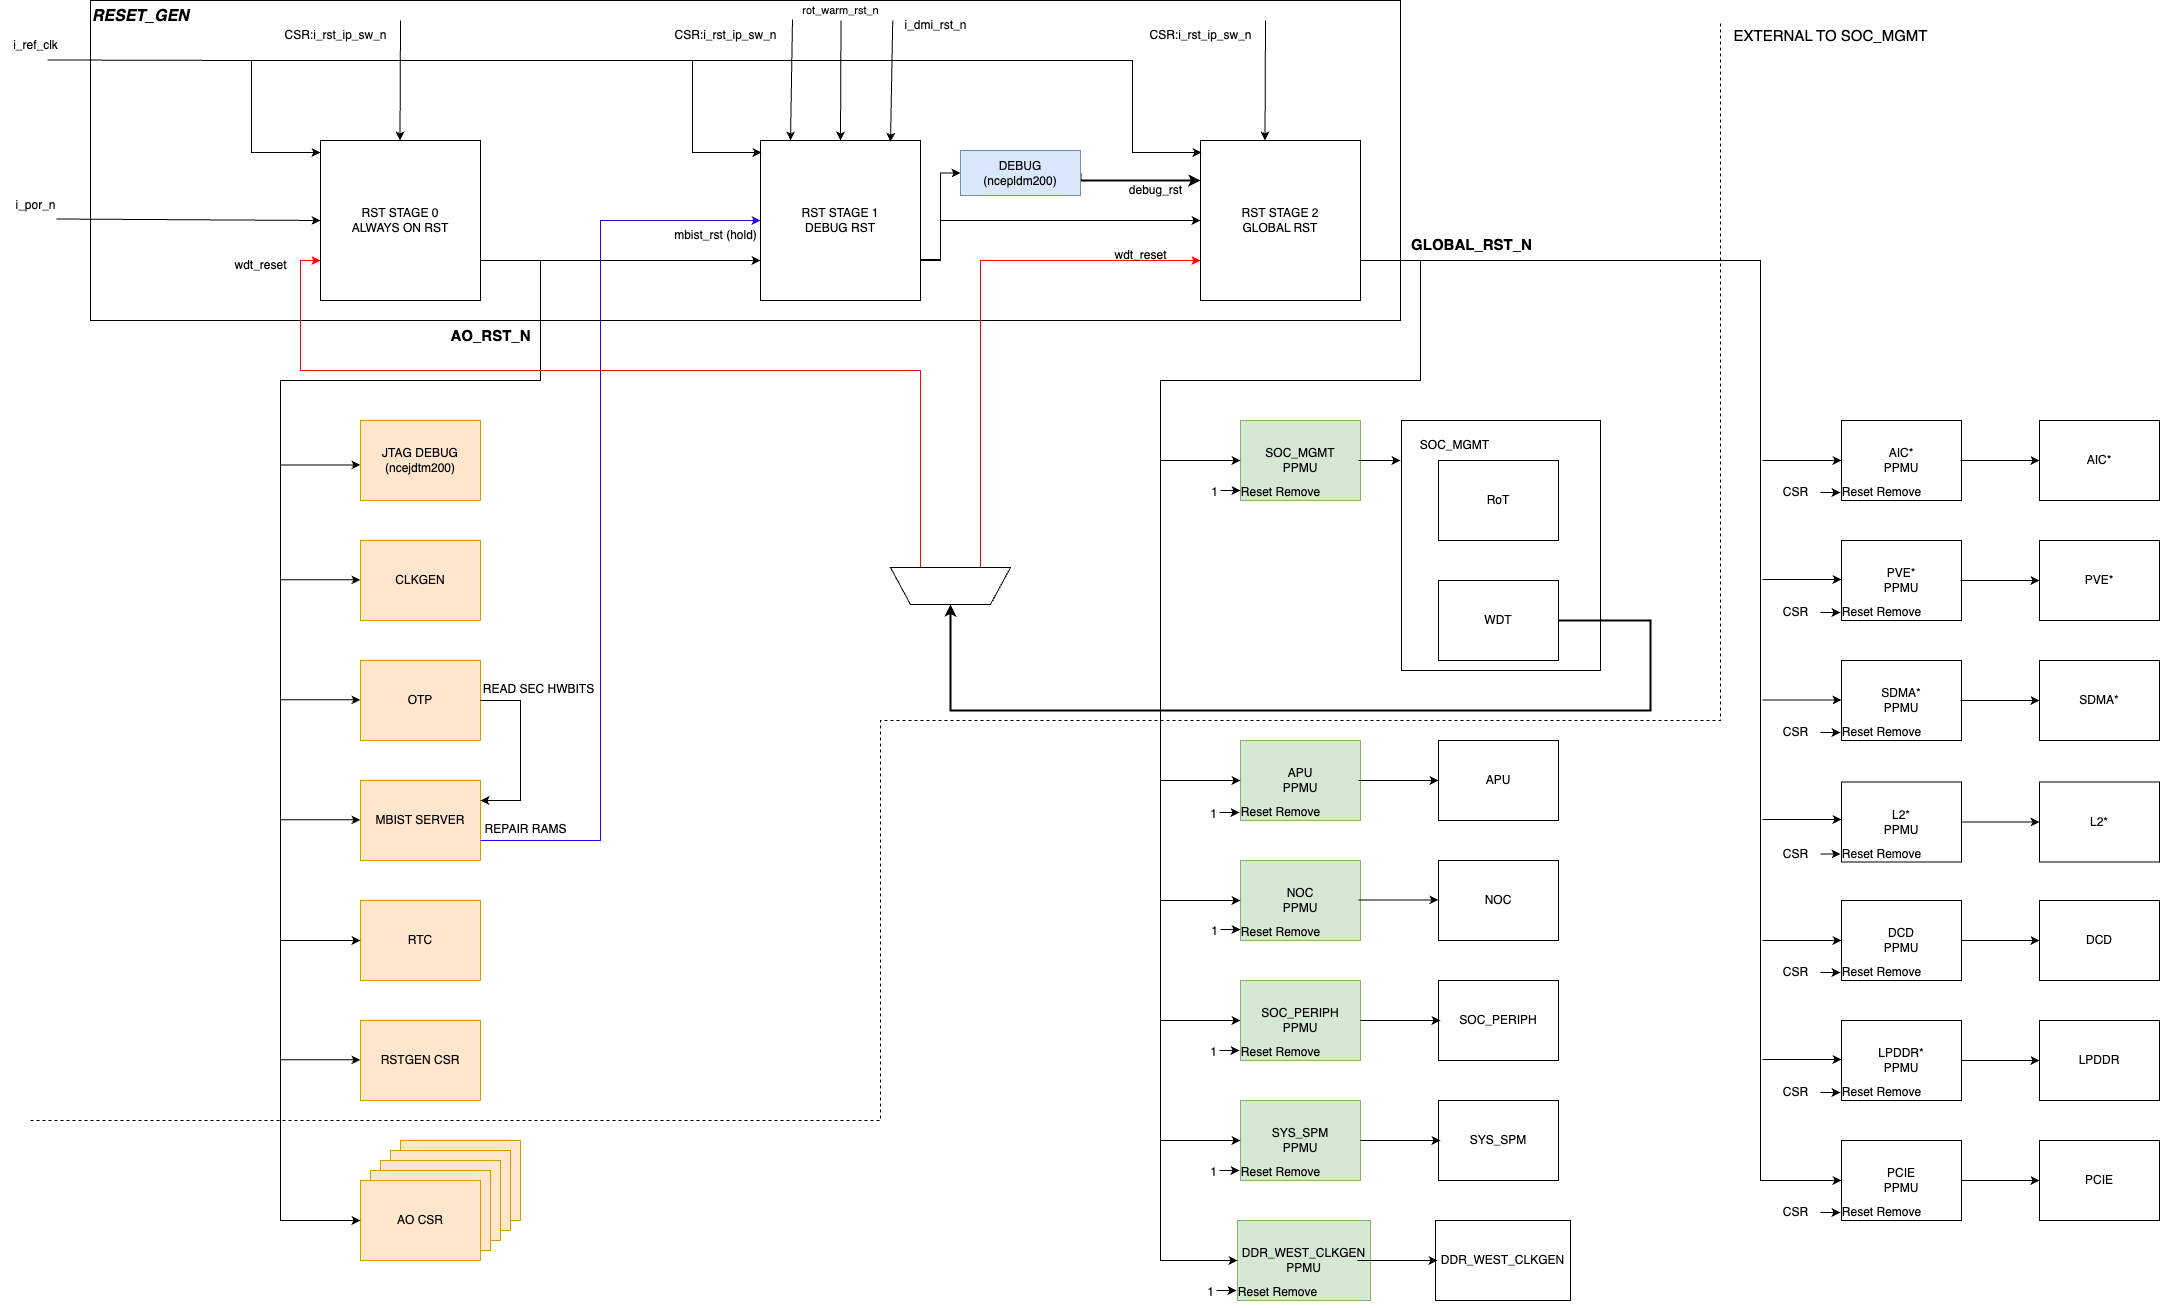 RESET_GEN
rot_warm_rst_n
i_dmi_rst_n
CSR:i_rst_ip_sw_n
CSR:i_rst_ip_sw_n
CSR:i_rst_ip_sw_n
EXTERNAL TO SOC_MGMT
i_ref_clk
i_por_n
RST STAGE 0
ALWAYS ON RST
wdt_reset
mbist_rst (hold)
RST STAGE 1
DEBUG RST
DEBUG
(ncepldm200)
debug_rst
wdt_reset
RST STAGE 2
GLOBAL RST
GLOBAL_RST_N
AO_RST_N
JTAG DEBUG
(ncejdtm200)
CLKGEN
OTP
READ SEC HWBITS
MBIST SERVER
REPAIR RAMS
RTC
RSTGEN CSR
AO CSR
SOC_MGMT
PPMU
1
Reset Remove
SOC_MGMT
RoT
WDT
APU
PPMU
1
Reset Remove
APU
NOC
PPMU
1
Reset Remove
NOC
SOC_PERIPH
PPMU
1
Reset Remove
SOC_PERIPH
SYS_SPM
PPMU
1
Reset Remove
SYS_SPM
DDR_WEST_CLKGEN
PPMU
1
Reset Remove
DDR_WEST_CLKGEN
AIC*
PPMU
CSR
Reset Remove
AIC*
PVE*
PPMU
CSR
Reset Remove
PVE*
SDMA*
PPMU
CSR
Reset Remove
SDMA*
L2*
PPMU
CSR
Reset Remove
L2*
DCD
PPMU
CSR
Reset Remove
DCD
LPDDR*
PPMU
CSR
Reset Remove
LPDDR
PCIE
PPMU
CSR
Reset Remove
PCIE